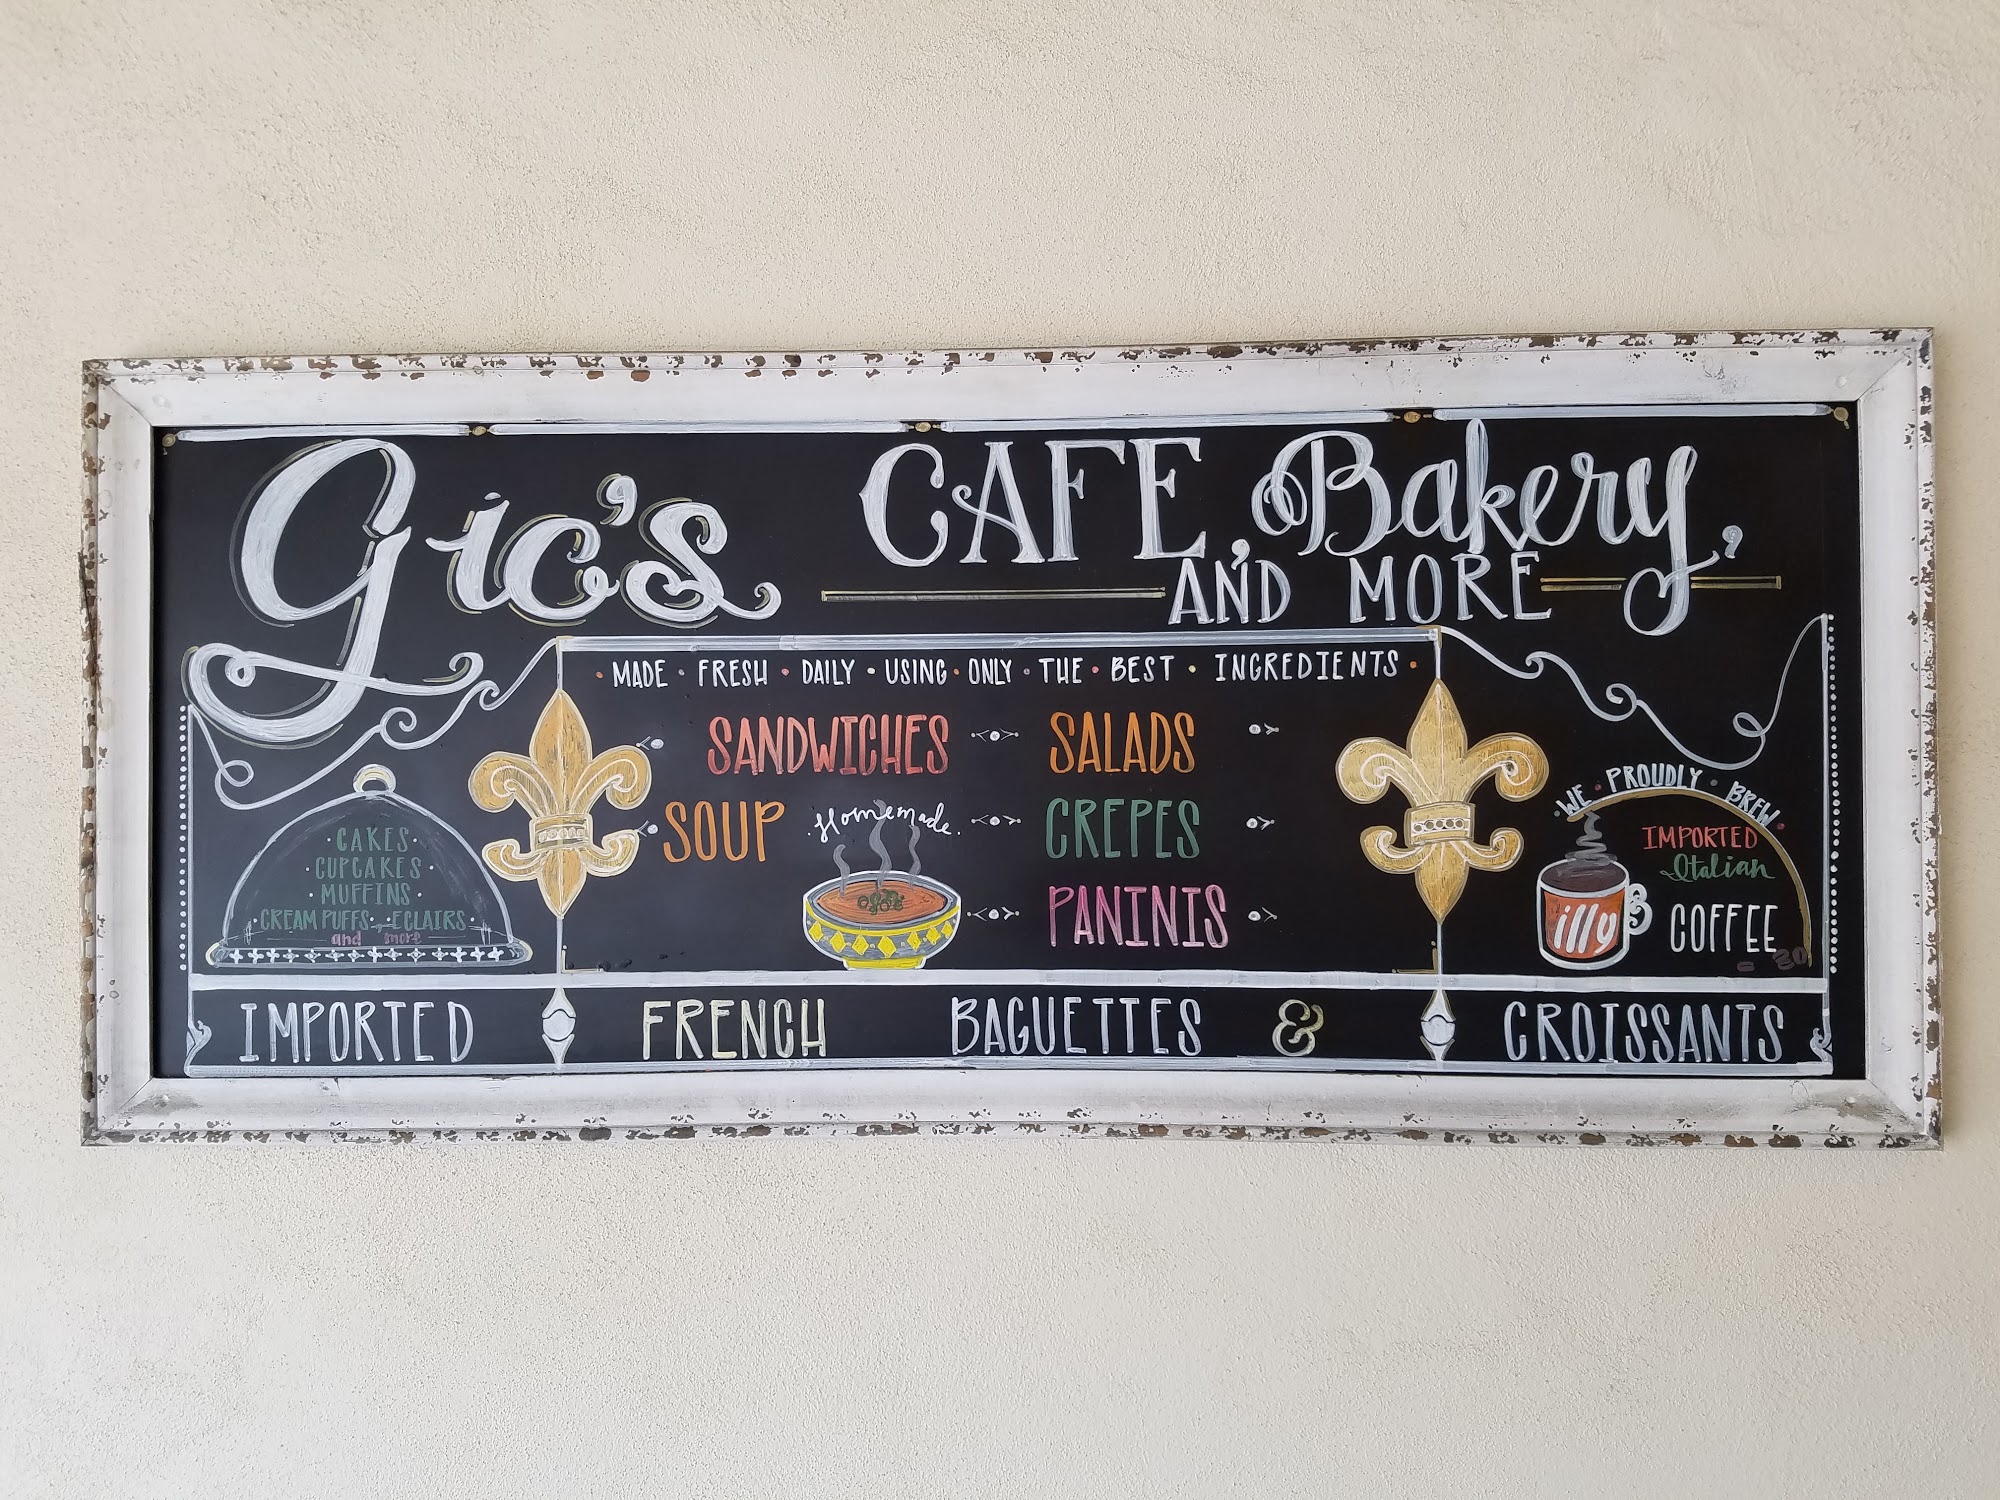 Gio's
CAFE, Bakery,
AND MORE
MADE · FRESH · DAILY · USING · ONLY · THE · BEST · INGREDIENTS
SANDWICHES
SALADS
SOUP
Homemade
CREPES
PANINIS
· CAKES ·
· CUPCAKES ·
MUFFINS ·
· CREAM PUFFS · ECLAIRS ·
and more
· WE · PROUDLY · BREW ·
IMPORTED
Italian
COFFEE
illy
IMPORTED FRENCH BAGUETTES & CROISSANTS